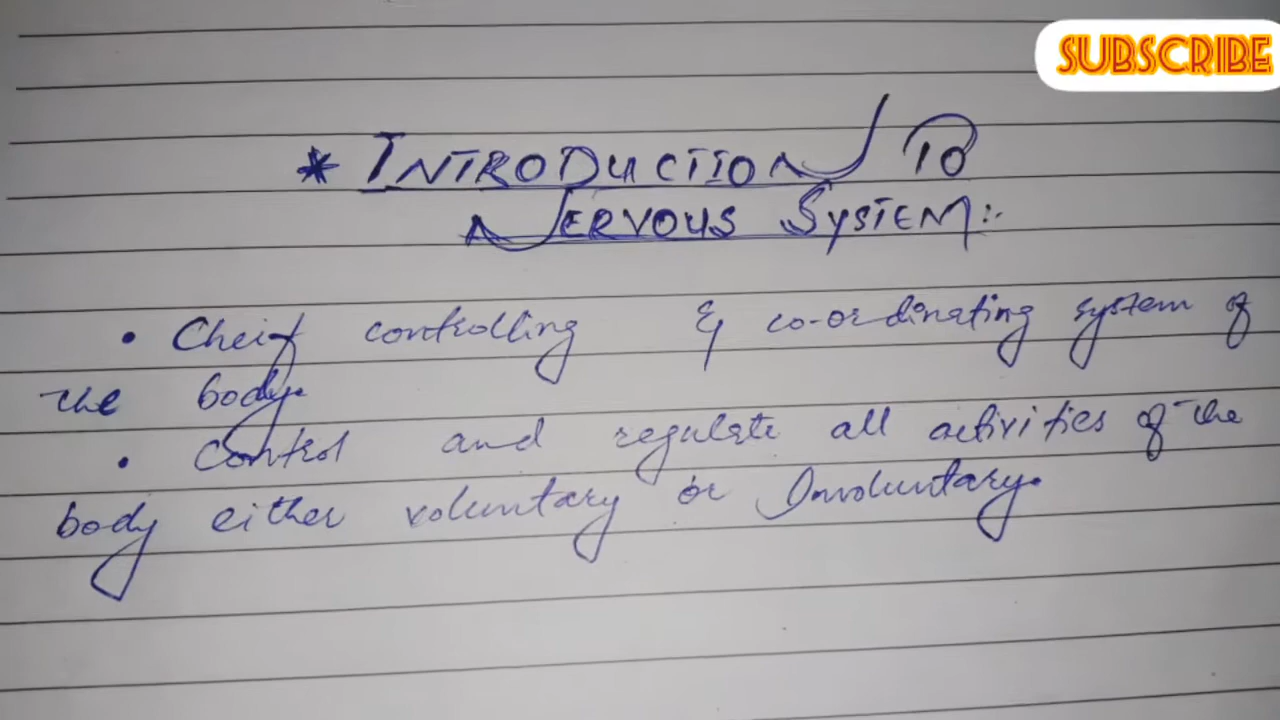 SUBSCRIBE
* INTRODUCTION TO
NERVOUS SYSTEM:-
• Cheif controlling & co-ordinating system of
the body.
• Control and regulate all activities of the
body either voluntary or Involuntary.